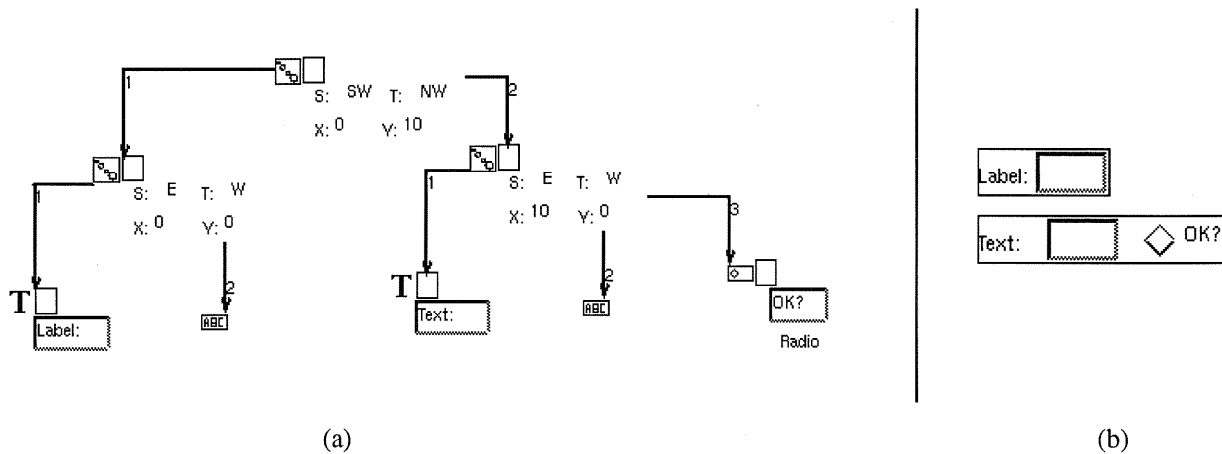 1
2
S: SW T: NW
X: 0 Y: 10
1
S: E T: W
X: 0 Y: 0
2
T
Label:
ABC
1
S: E T: W
X: 10 Y: 0
2
3
T
Text:
ABC
OK?
Radio
Label:
Text: OK?
(a)
(b)